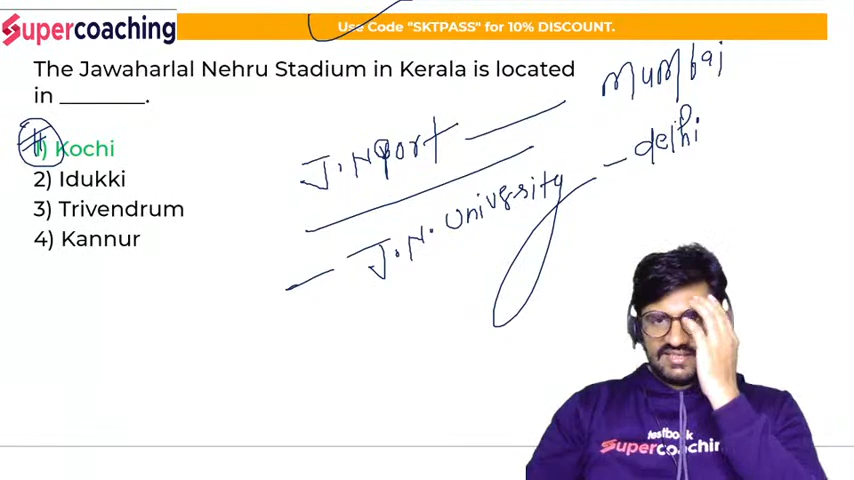 Supercoaching
Use Code "SKTPASS" for 10% DISCOUNT.
The Jawaharlal Nehru Stadium in Kerala is located
in ________.
1) Kochi
2) Idukki
3) Trivendrum
4) Kannur
J.N port — mumbai
— J.N. University — delhi
testbook
Supercoachin